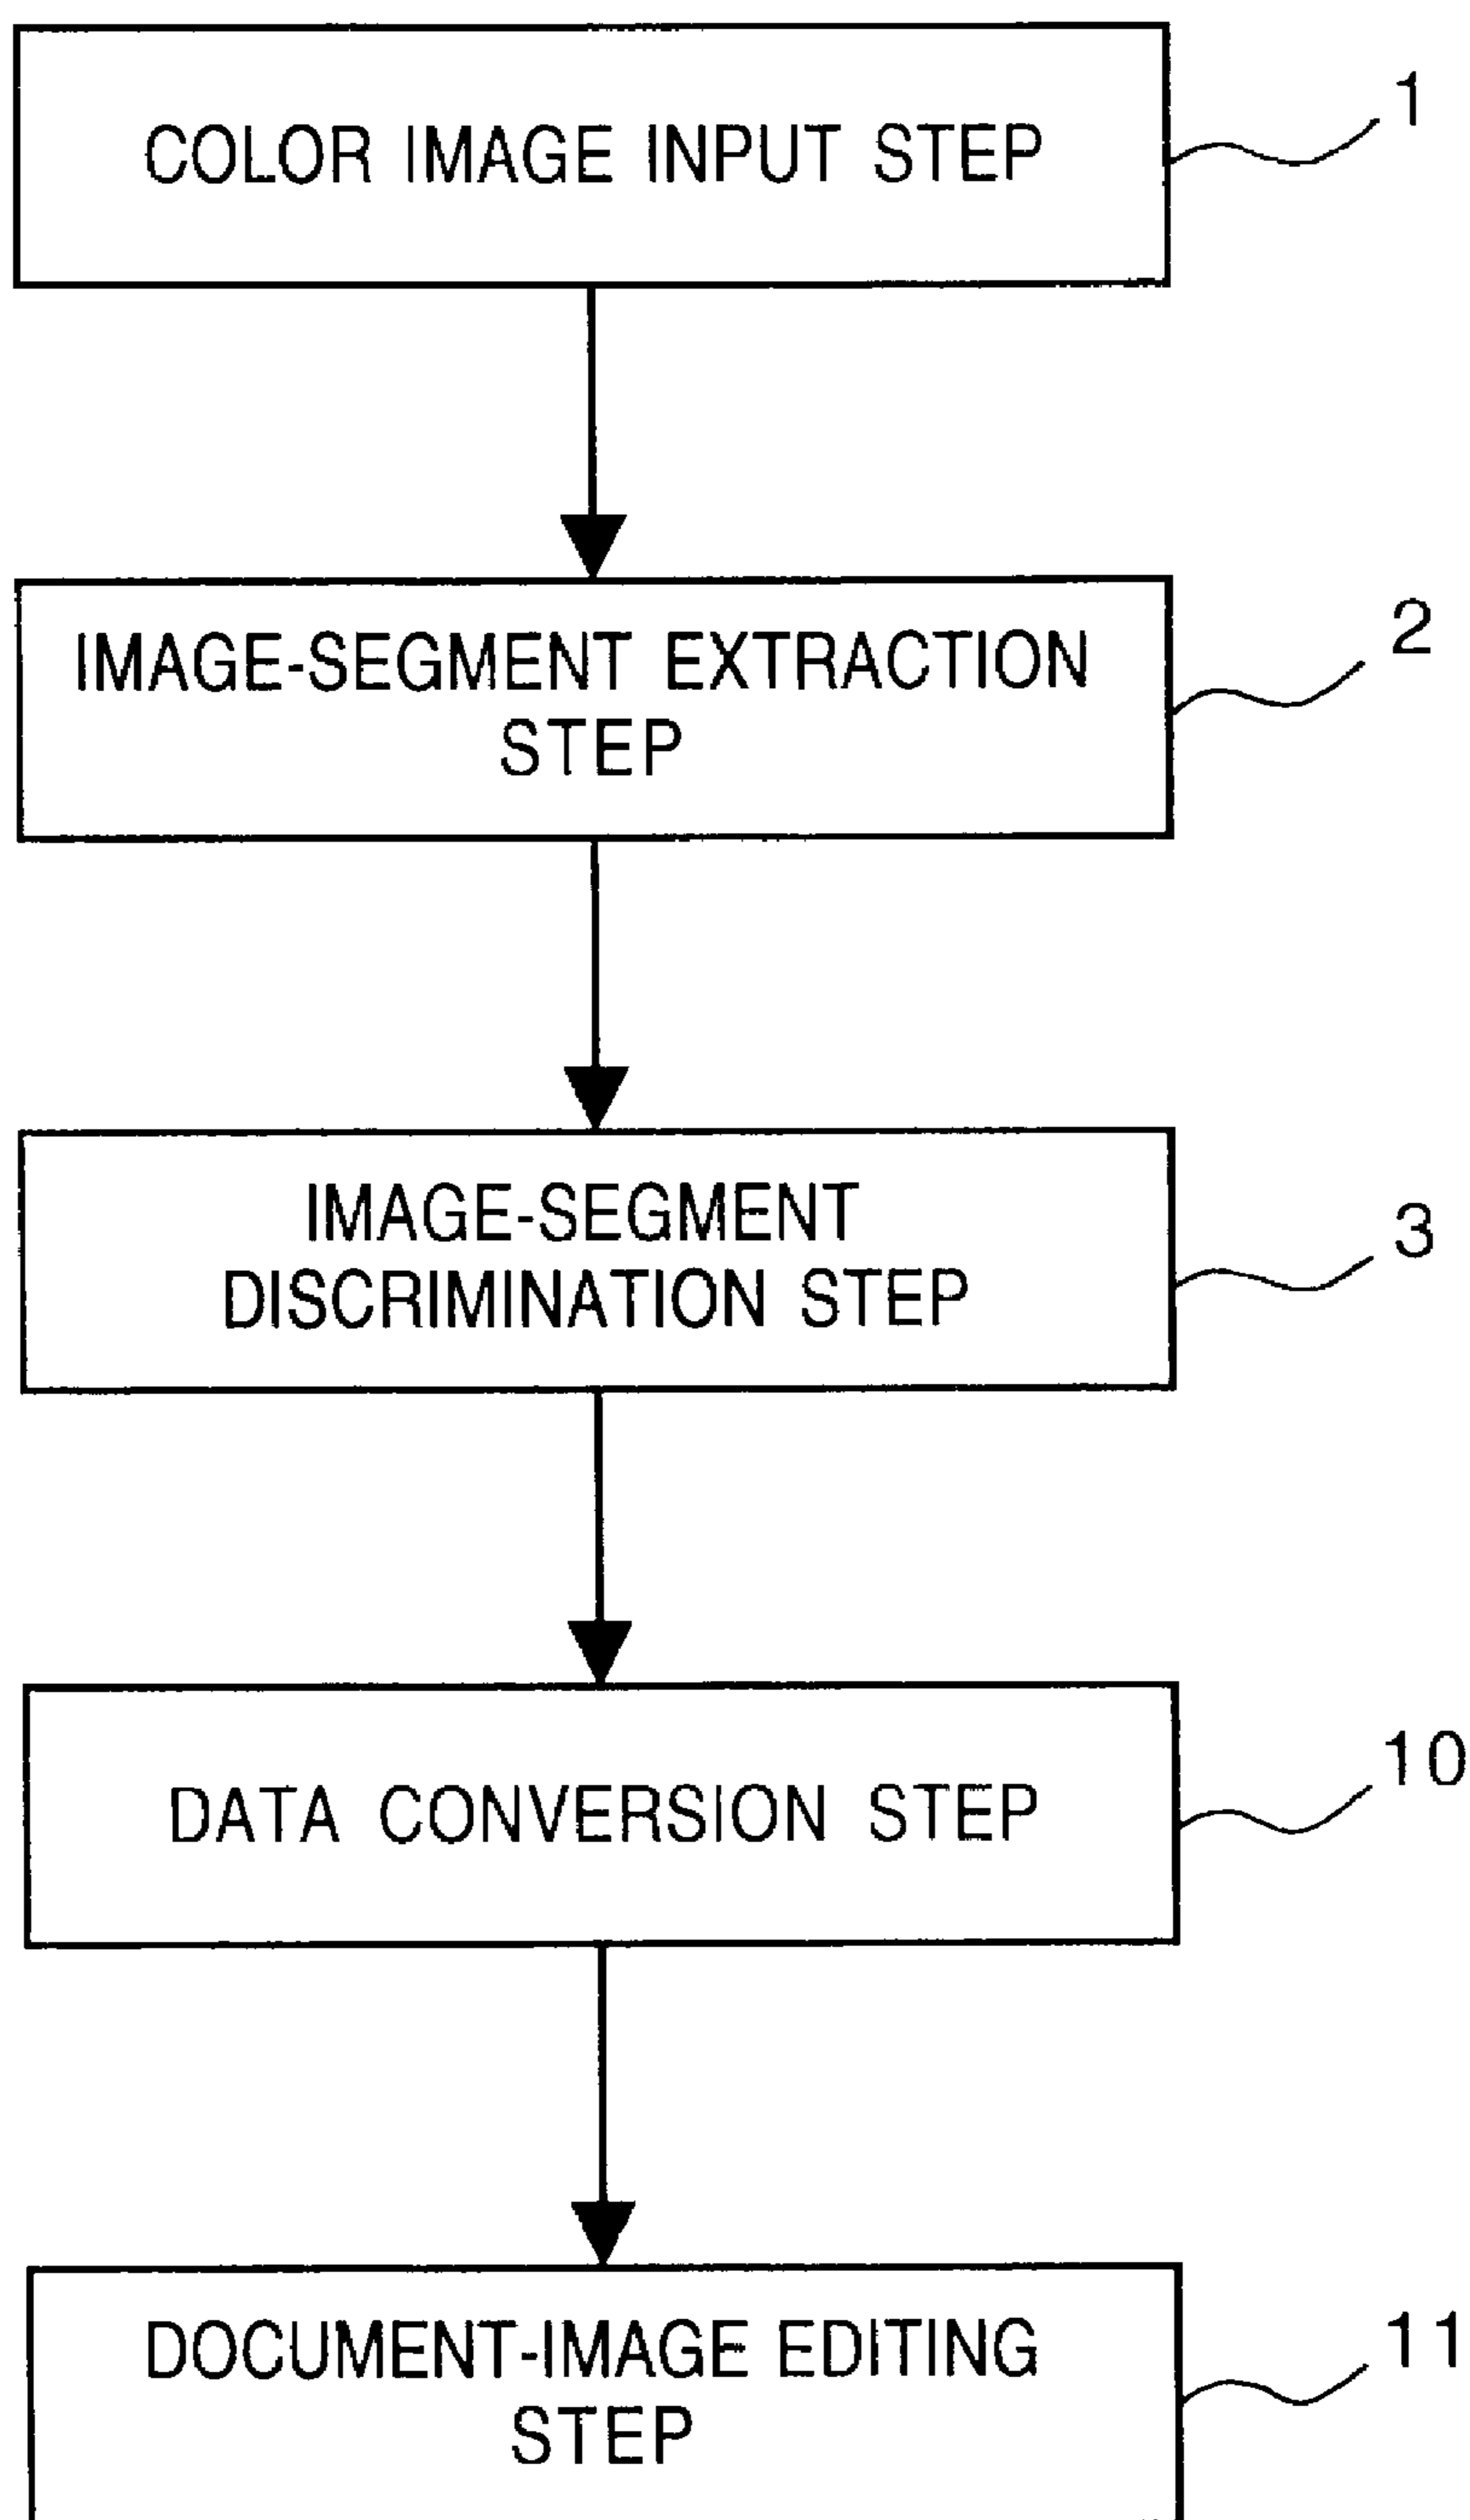 COLOR IMAGE INPUT STEP
1
IMAGE-SEGMENT EXTRACTION
STEP
2
IMAGE-SEGMENT
DISCRIMINATION STEP
3
DATA CONVERSION STEP
10
DOCUMENT-IMAGE EDITING
STEP
11